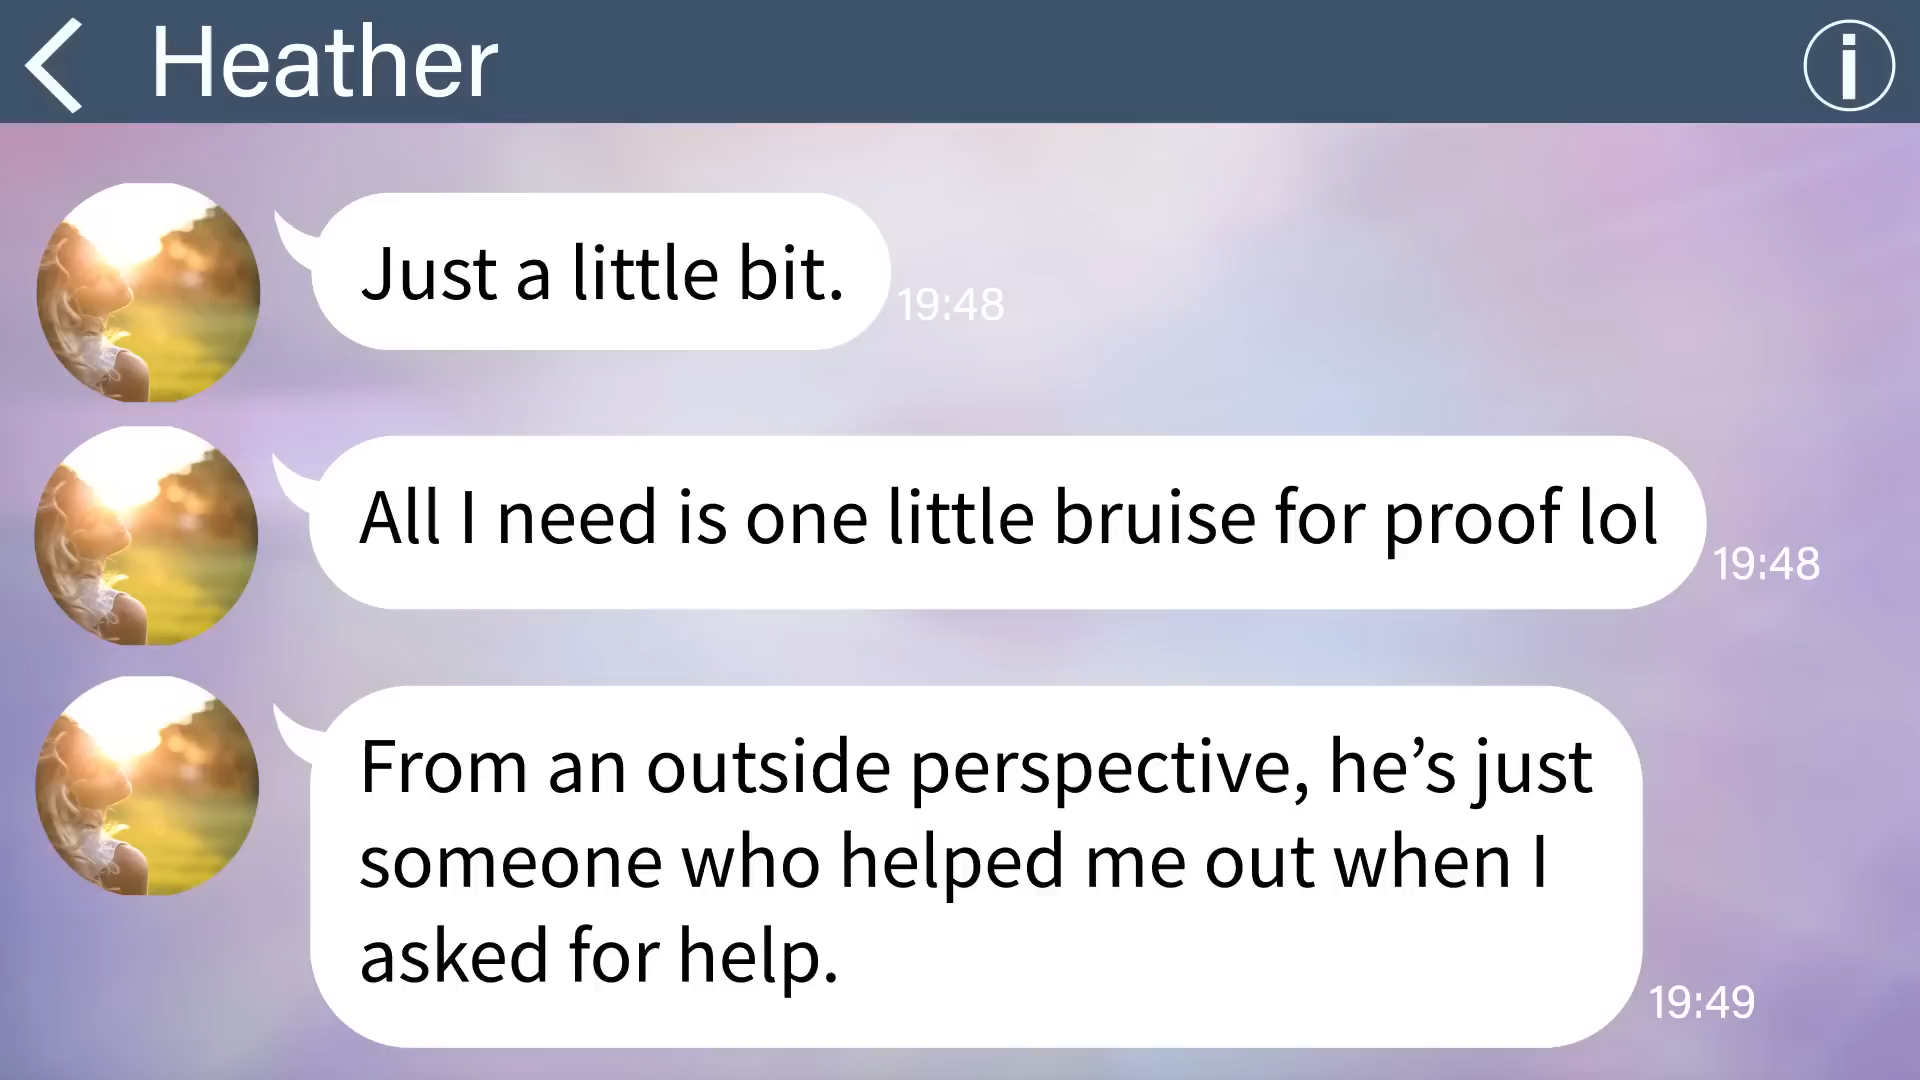 Heather
Just a little bit.
19:48
All I need is one little bruise for proof lol
19:48
From an outside perspective, he’s just
someone who helped me out when I
asked for help.
19:49